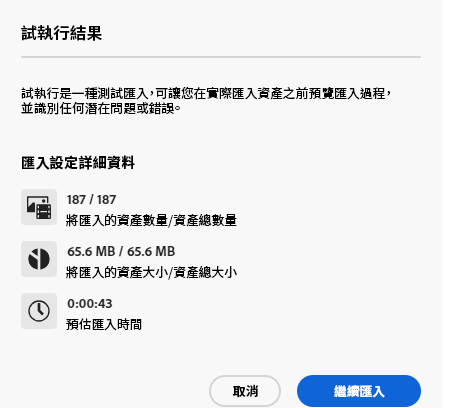 試執行結果
試執行是一種測試匯入，可讓您在實際匯入資產之前預覽匯入過程，
並識別任何潛在問題或錯誤。
匯入設定詳細資料
187 / 187
將匯入的資產數量/資產總數量
65.6 MB / 65.6 MB
將匯入的資產大小/資產總大小
0:00:43
預估匯入時間
取消
繼續匯入